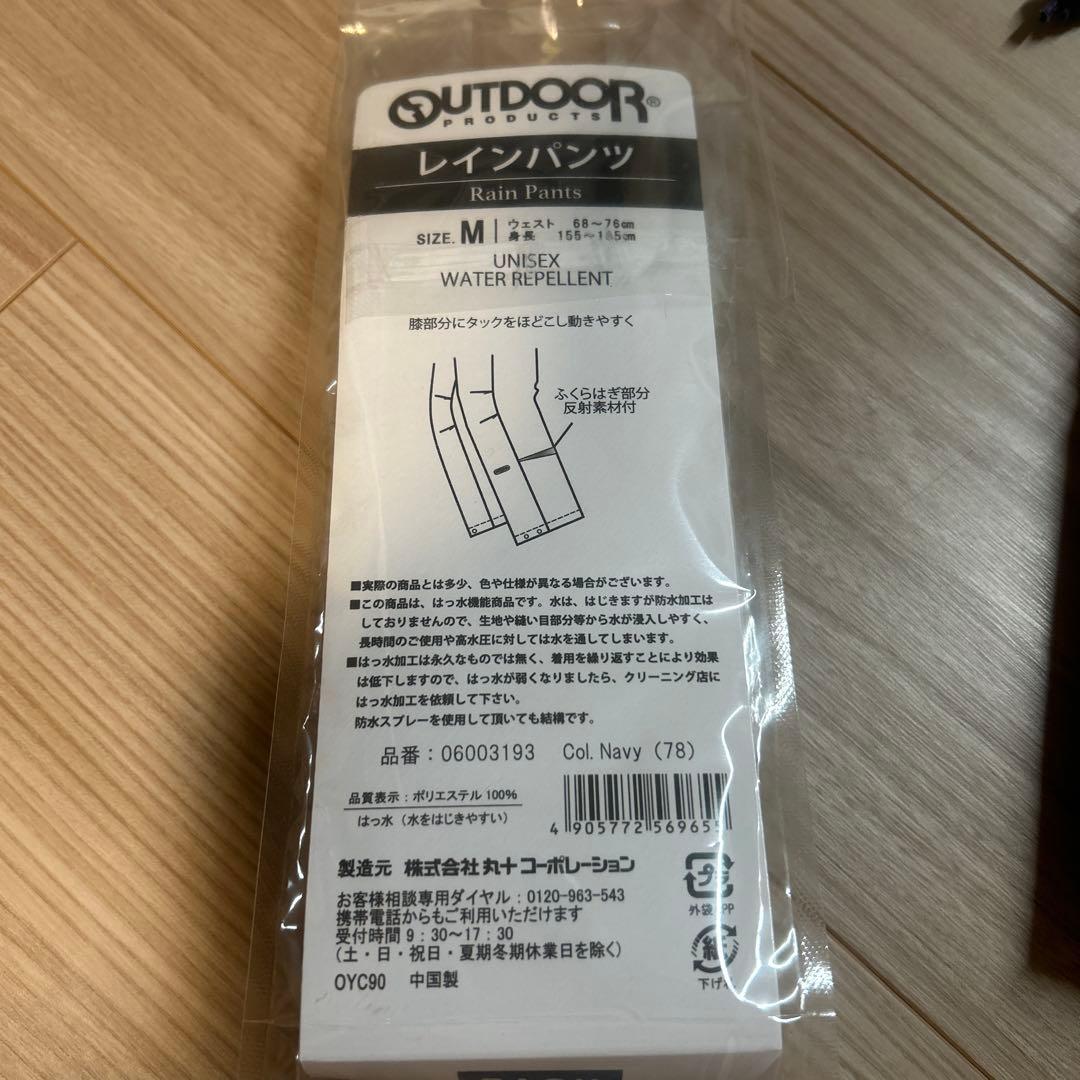 OUTDOOR®
PRODUCTS
レインパンツ
Rain Pants
SIZE. M ウェスト 68～76cm
身長 155～165cm
UNISEX
WATER REPELLENT
膝部分にタックをほどこし動きやすく
ふくらはぎ部分
反射素材付
■実際の商品とは多少、色や仕様が異なる場合がございます。
■この商品は、はっ水機能商品です。水は、はじきますが防水加工は
しておりませんので、生地や縫い目部分等から水が浸入しやすく、
長時間のご使用や高水圧に対しては水を通してしまいます。
■はっ水加工は永久なものでは無く、着用を繰り返すことにより効果
は低下しますので、はっ水が弱くなりましたら、クリーニング店に
はっ水加工を依頼して下さい。
防水スプレーを使用して頂いても結構です。
品番：06003193 Col. Navy（78）
品質表示：ポリエステル 100%
はっ水（水をはじきやすい）
4 905772 569655
製造元 株式会社 丸十コーポレーション
お客様相談専用ダイヤル：0120-963-543
携帯電話からもご利用いただけます
受付時間 9：30～17：30
（土・日・祝日・夏期冬期休業日を除く）
OYC90 中国製
プラ
外袋 PP
紙
下げ札